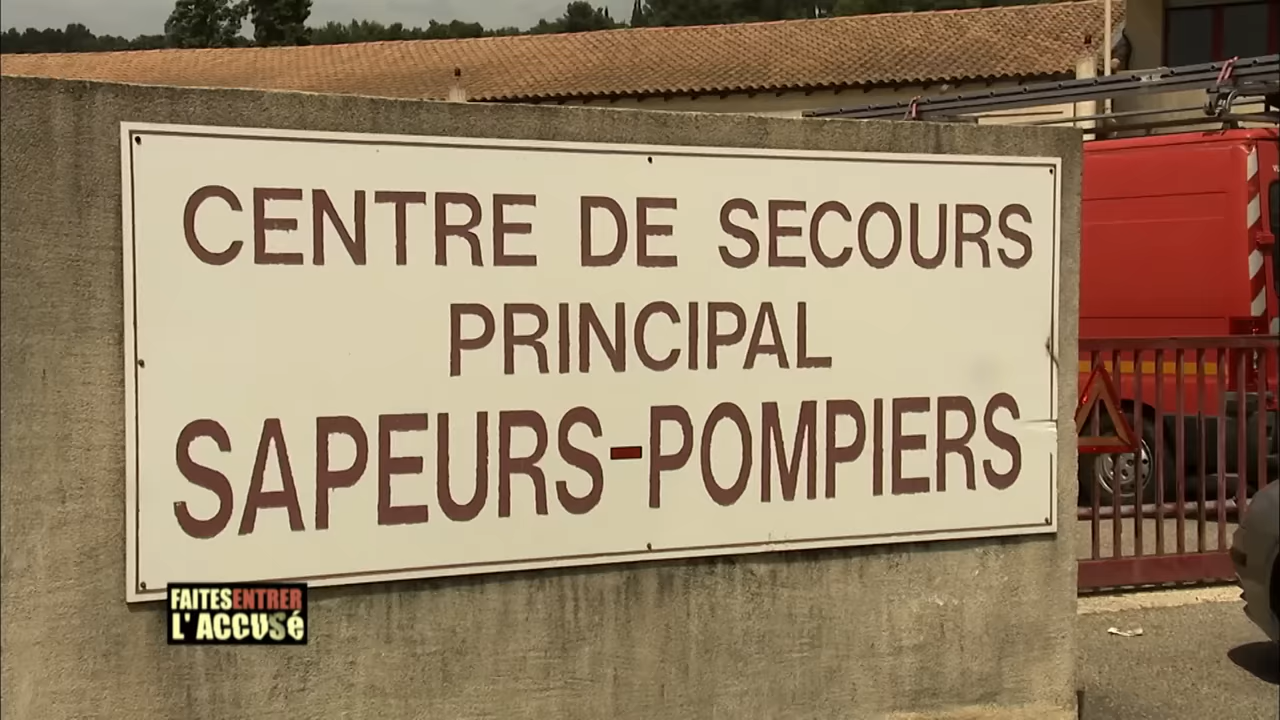 CENTRE DE SECOURS
PRINCIPAL
SAPEURS-POMPIERS
FAITES ENTRER
L'ACCUSé